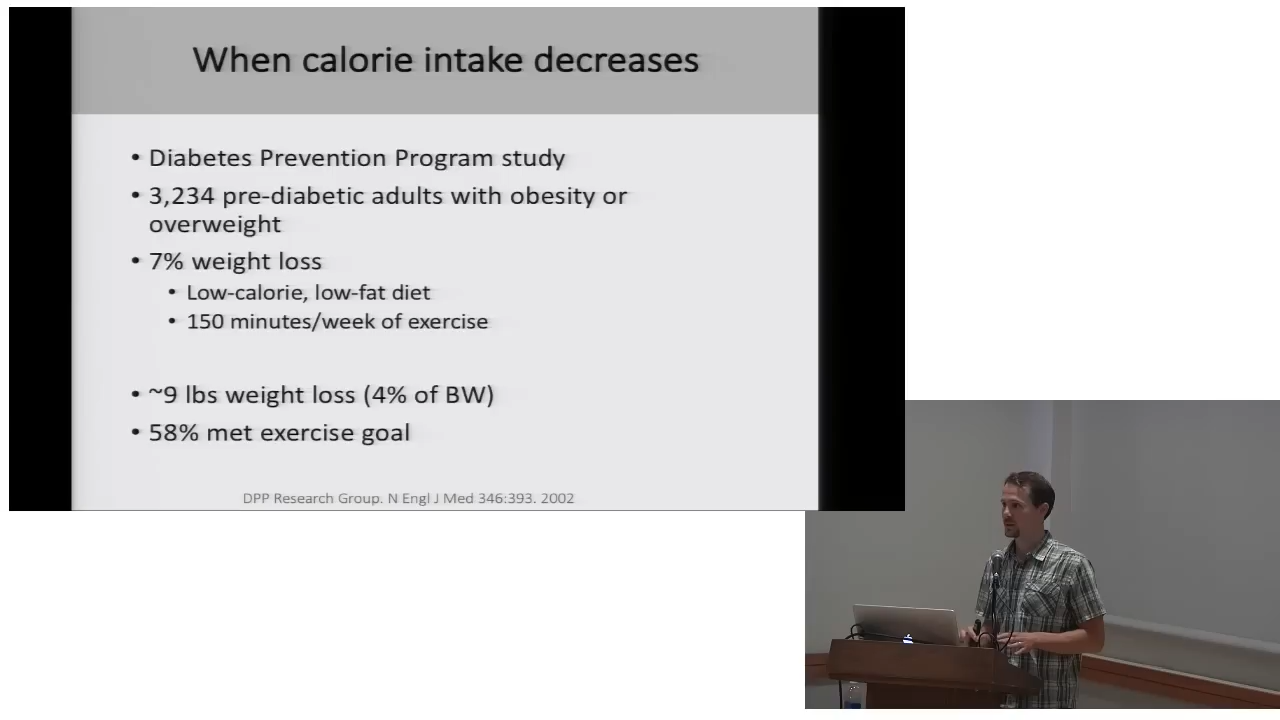 When calorie intake decreases
• Diabetes Prevention Program study
• 3,234 pre-diabetic adults with obesity or
overweight
• 7% weight loss
• Low-calorie, low-fat diet
• 150 minutes/week of exercise
• ~9 lbs weight loss (4% of BW)
• 58% met exercise goal
DPP Research Group. N Engl J Med 346:393. 2002